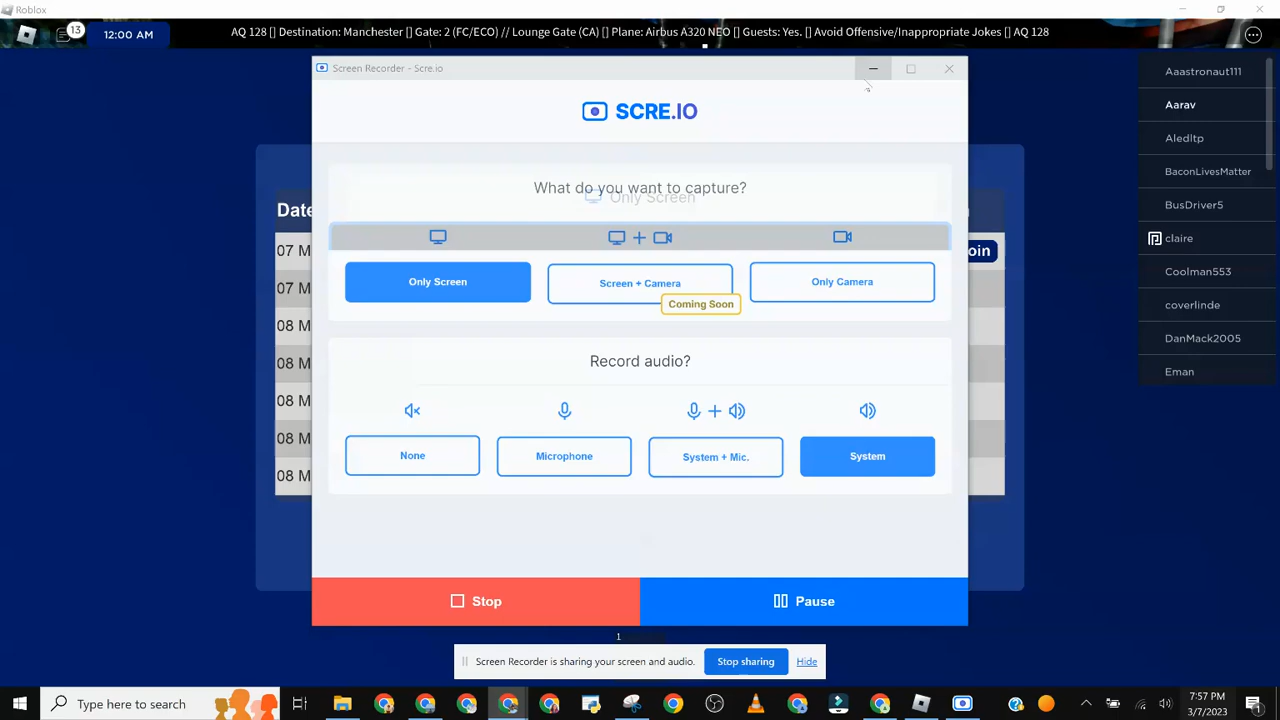 Roblox
13
12:00 AM
AQ 128 [] Destination: Manchester [] Gate: 2 (FC/ECO) // Lounge Gate (CA) [] Plane: Airbus A320 NEO [] Guests: Yes. [] Avoid Offensive/Inappropriate Jokes [] AQ 128
Screen Recorder - Scre.io
SCRE.IO
What do you want to capture?
Only Screen
Only Screen
Screen + Camera
Only Camera
Coming Soon
Record audio?
None
Microphone
System + Mic.
System
Stop
Pause
Date
07 M
07 M
08 M
08 M
08 M
08 M
08 M
oin
Aaastronaut111
Aarav
Aledltp
BaconLivesMatter
BusDriver5
claire
Coolman553
coverlinde
DanMack2005
Eman
1
Screen Recorder is sharing your screen and audio.
Stop sharing
Hide
Type here to search
7:57 PM
3/7/2023
1